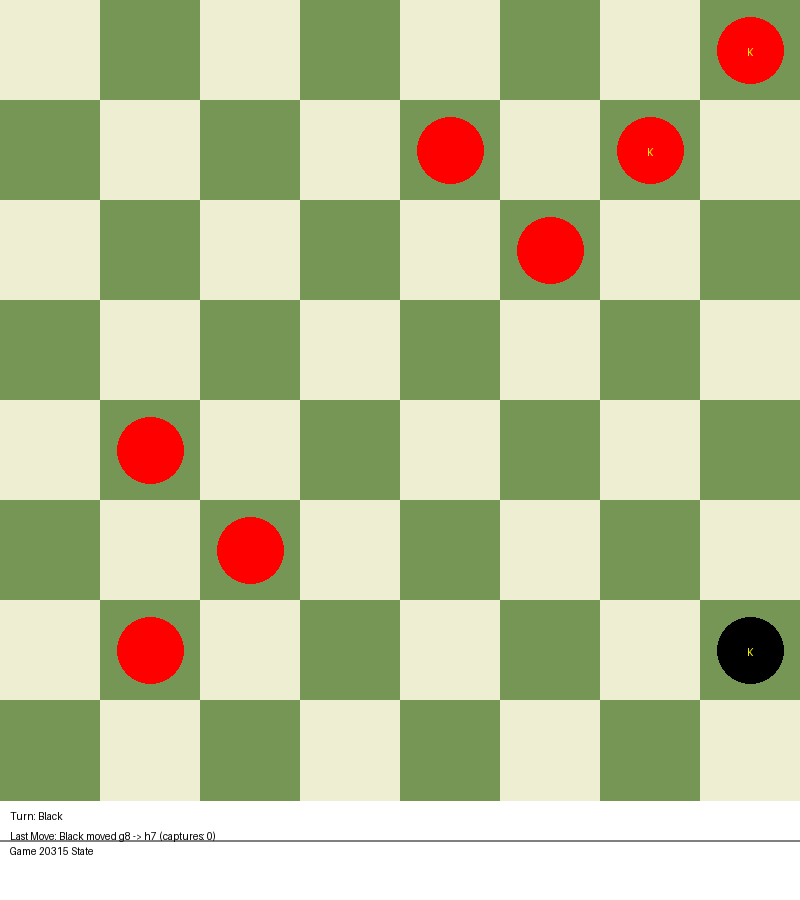 K
K
K
Turn: Black
Last Move: Black moved g8 -> h7 (captures: 0)
Game 20315 State